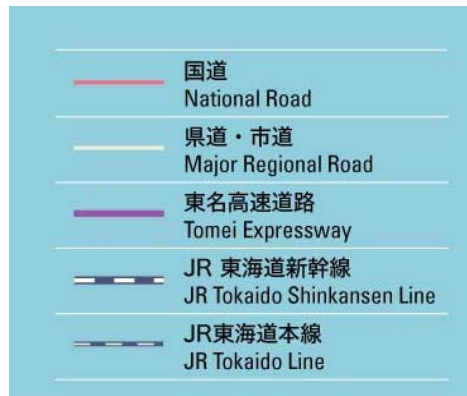 国道
National Road
県道・市道
Major Regional Road
東名高速道路
Tomei Expressway
JR 東海道新幹線
JR Tokaido Shinkansen Line
JR東海道本線
JR Tokaido Line